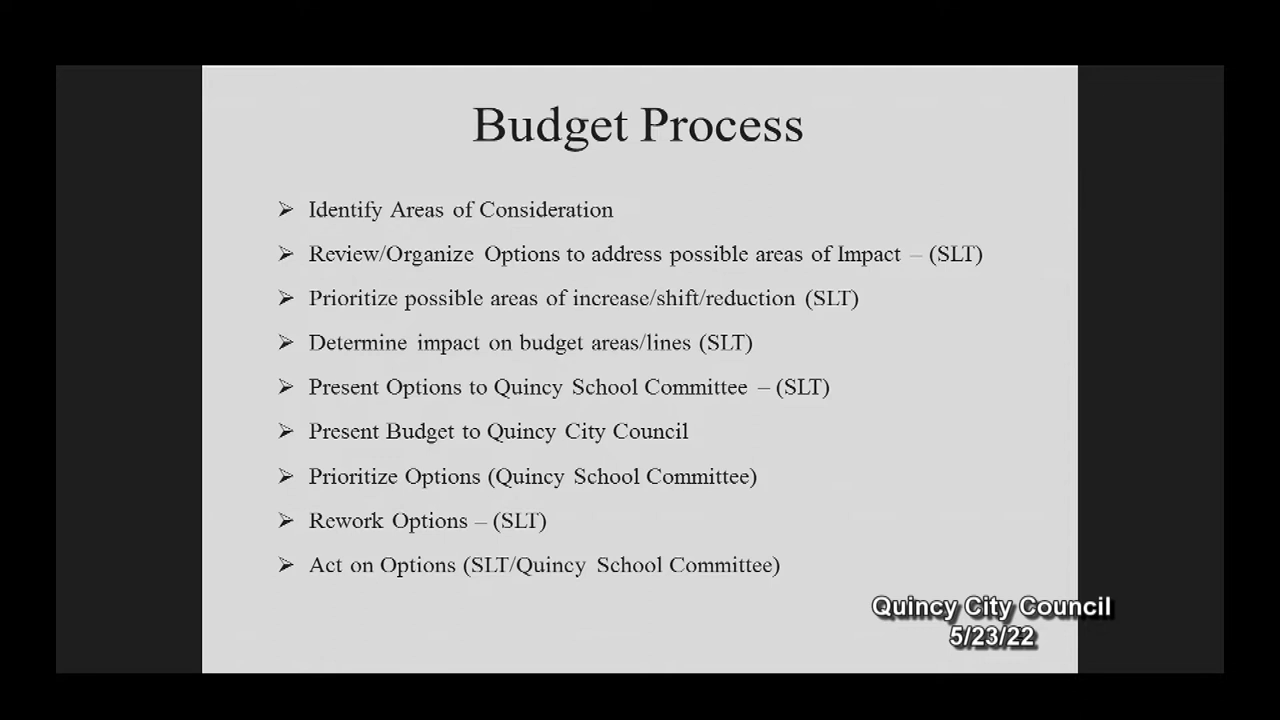 Budget Process
Identify Areas of Consideration
Review/Organize Options to address possible areas of Impact – (SLT)
Prioritize possible areas of increase/shift/reduction (SLT)
Determine impact on budget areas/lines (SLT)
Present Options to Quincy School Committee – (SLT)
Present Budget to Quincy City Council
Prioritize Options (Quincy School Committee)
Rework Options – (SLT)
Act on Options (SLT/Quincy School Committee)
Quincy City Council
5/23/22